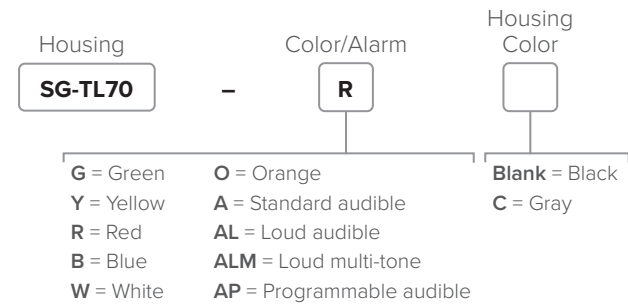 Housing
Color/Alarm
Housing
Color
SG-TL70
–
R
G = Green
Y = Yellow
R = Red
B = Blue
W = White
O = Orange
A = Standard audible
AL = Loud audible
ALM = Loud multi-tone
AP = Programmable audible
Blank = Black
C = Gray